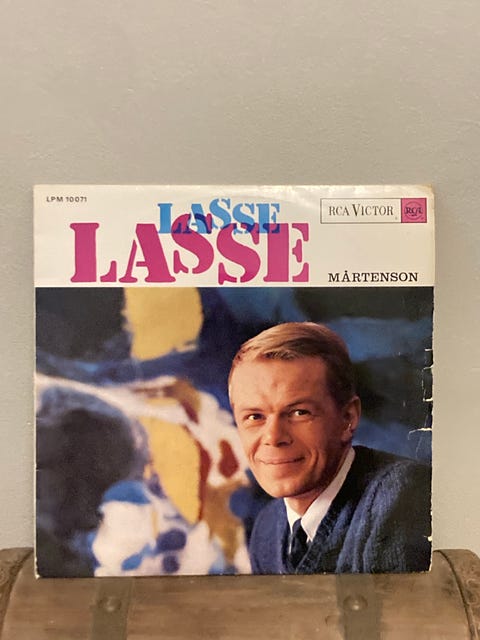 LPM 10071
LASSE
RCA VICTOR
RCA
LASSE
MÅRTENSON